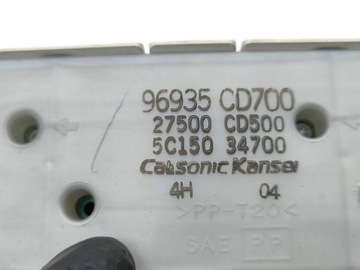 96935 CD700
27500 CD500
5C150 34700
Calsonic Kansei
4H 04
>PP-T20<
SAE PP